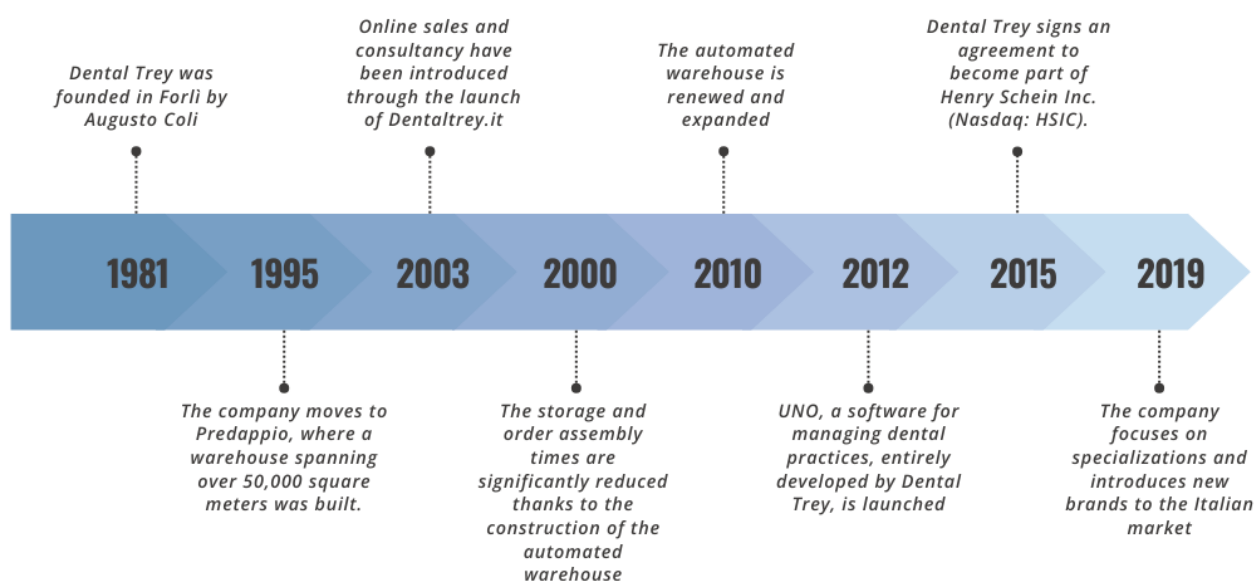 Dental Trey was
founded in Forlì by
Augusto Coli
Online sales and
consultancy have
been introduced
through the launch
of Dentaltrey.it
The automated
warehouse is
renewed and
expanded
Dental Trey signs an
agreement to
become part of
Henry Schein Inc.
(Nasdaq: HSIC).
1981
1995
2003
2000
2010
2012
2015
2019
The company moves to
Predappio, where a
warehouse spanning
over 50,000 square
meters was built.
The storage and
order assembly
times are
significantly reduced
thanks to the
construction of the
automated
warehouse
UNO, a software for
managing dental
practices, entirely
developed by Dental
Trey, is launched
The company
focuses on
specializations and
introduces new
brands to the Italian
market